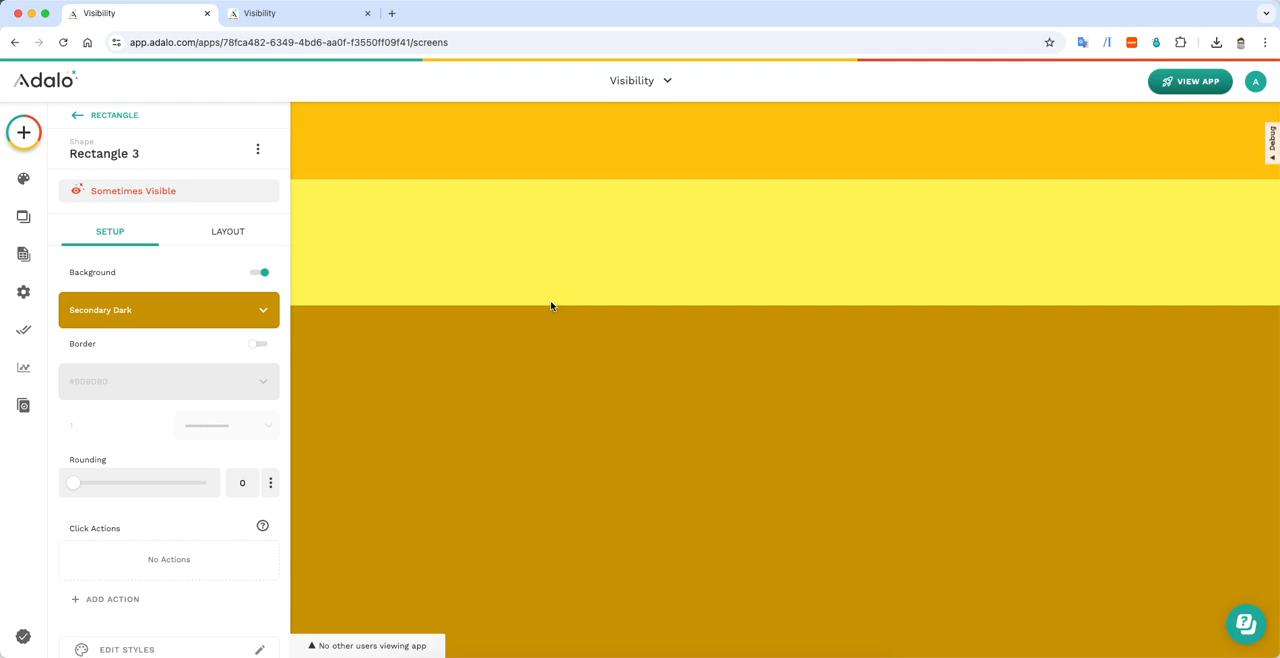 Visibility
Visibility
app.adalo.com/apps/78fca482-6349-4bd6-aa0f-f3550ff09f41/screens
Adalo
Visibility
VIEW APP
A
RECTANGLE
Shape
Rectangle 3
Sometimes Visible
SETUP
LAYOUT
Background
Secondary Dark
Border
#BDBDBD
1
Rounding
0
Click Actions
No Actions
ADD ACTION
EDIT STYLES
No other users viewing app
Debug